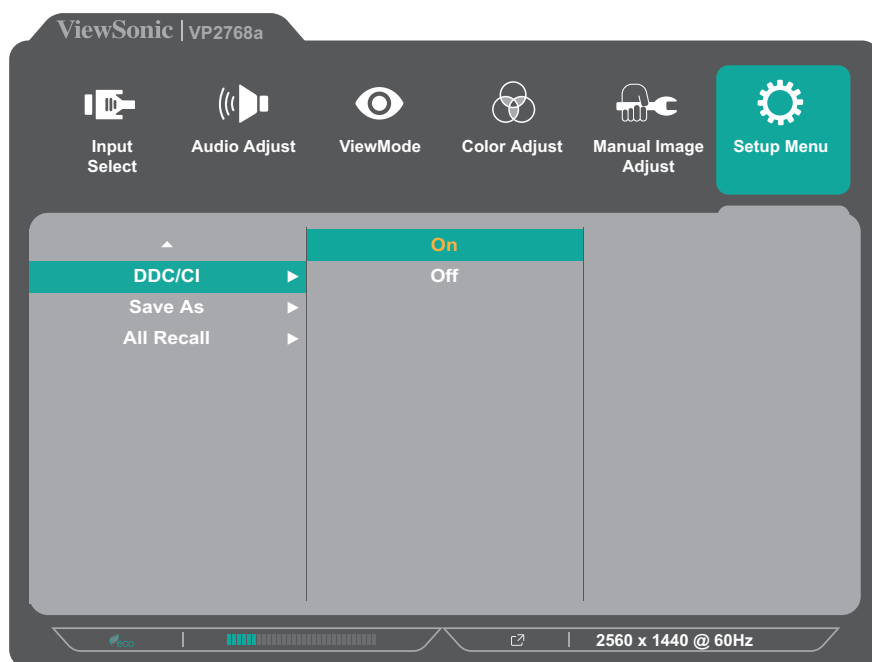 ViewSonic | VP2768a
Input Select
Audio Adjust
ViewMode
Color Adjust
Manual Image Adjust
Setup Menu
DDC/CI
On
Off
Save As
All Recall
eco
2560 x 1440 @ 60Hz